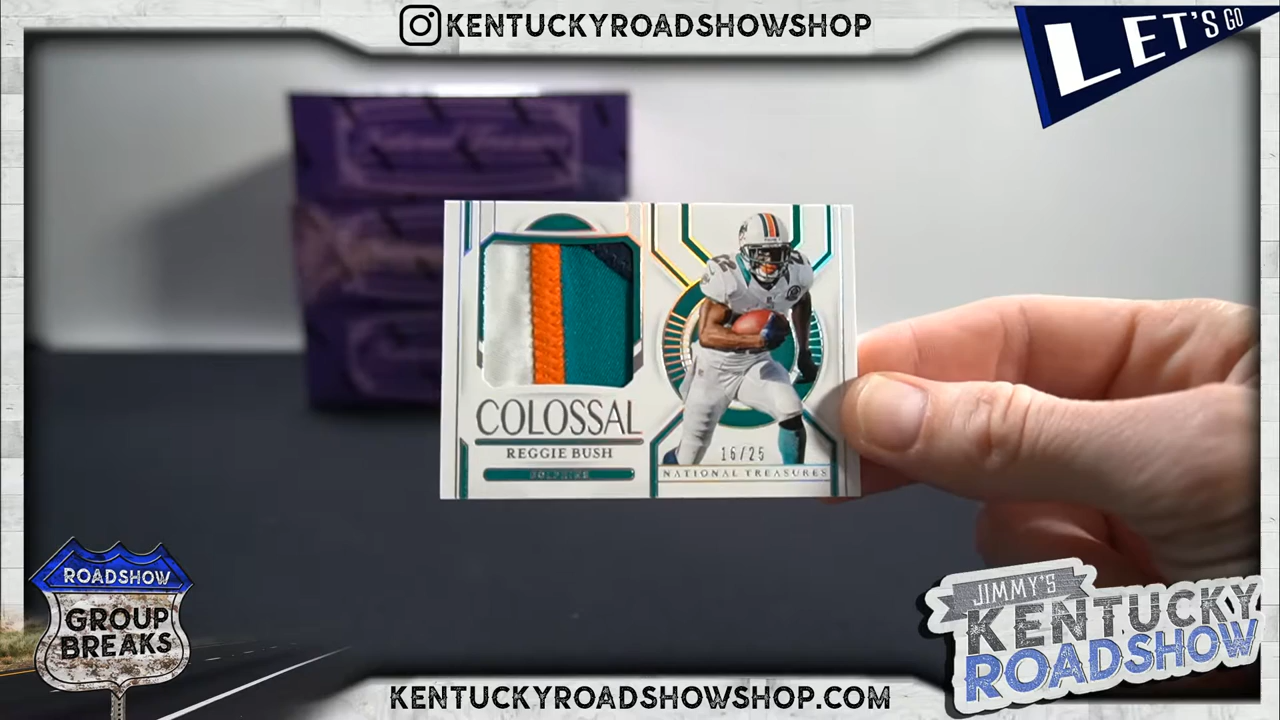 KENTUCKYROADSHOWSHOP
LET'S GO
COLOSSAL
REGGIE BUSH
DOLPHINS
16/25
NATIONAL TREASURES
ROADSHOW
GROUP
BREAKS
JIMMY'S
KENTUCKY
ROADSHOW
KENTUCKYROADSHOWSHOP.COM